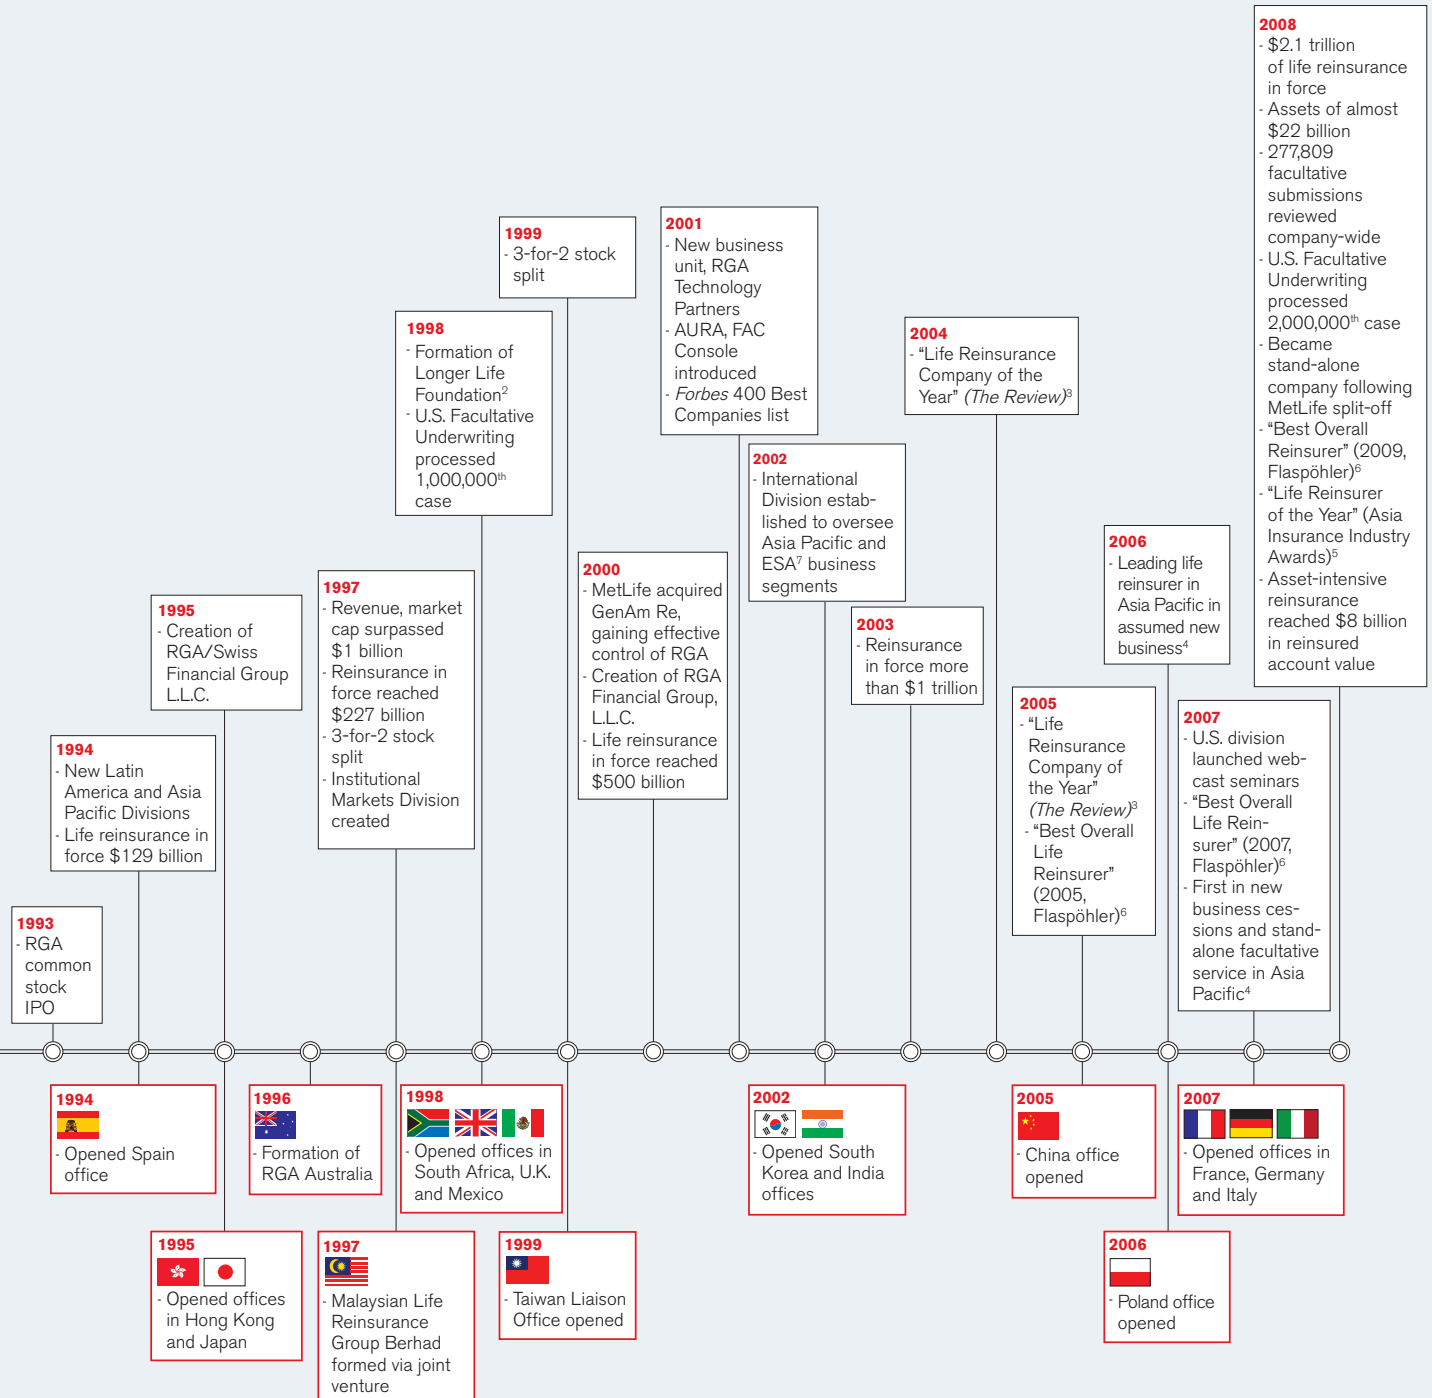 1993
- RGA
common
stock
IPO
1994
- New Latin
America and Asia
Pacific Divisions
- Life reinsurance in
force $129 billion
1995
- Creation of
RGA/Swiss
Financial Group
L.L.C.
1997
- Revenue, market
cap surpassed
$1 billion
- Reinsurance in
force reached
$227 billion
- 3-for-2 stock
split
- Institutional
Markets Division
created
1998
- Formation of
Longer Life
Foundation²
- U.S. Facultative
Underwriting
processed
1,000,000th
case
1999
- 3-for-2 stock
split
2000
- MetLife acquired
GenAm Re,
gaining effective
control of RGA
- Creation of RGA
Financial Group,
L.L.C.
- Life reinsurance
in force reached
$500 billion
2001
- New business
unit, RGA
Technology
Partners
- AURA, FAC
Console
introduced
- Forbes 400 Best
Companies list
2002
- International
Division estab-
lished to oversee
Asia Pacific and
ESA⁷ business
segments
2003
- Reinsurance
in force more
than $1 trillion
2004
- “Life Reinsurance
Company of the
Year” (The Review)³
2005
- “Life
Reinsurance
Company of
the Year”
(The Review)³
- “Best Overall
Life
Reinsurer”
(2005,
Flaspöhler)⁶
2006
- Leading life
reinsurer in
Asia Pacific in
assumed new
business⁴
2007
- U.S. division
launched web-
cast seminars
- “Best Overall
Life Rein-
surer” (2007,
Flaspöhler)⁶
- First in new
business ces-
sions and stand-
alone facultative
service in Asia
Pacific⁴
2008
- $2.1 trillion
of life reinsurance
in force
- Assets of almost
$22 billion
- 277,809
facultative
submissions
reviewed
company-wide
- U.S. Facultative
Underwriting
processed
2,000,000th case
- Became
stand-alone
company following
MetLife split-off
- “Best Overall
Reinsurer” (2009,
Flaspöhler)⁶
- “Life Reinsurer
of the Year” (Asia
Insurance Industry
Awards)⁵
- Asset-intensive
reinsurance
reached $8 billion
in reinsured
account value
1994
- Opened Spain
office
1995
- Opened offices
in Hong Kong
and Japan
1996
- Formation of
RGA Australia
1997
- Malaysian Life
Reinsurance
Group Berhad
formed via joint
venture
1998
- Opened offices in
South Africa, U.K.
and Mexico
1999
- Taiwan Liaison
Office opened
2002
- Opened South
Korea and India
offices
2005
- China office
opened
2006
- Poland office
opened
2007
- Opened offices in
France, Germany
and Italy